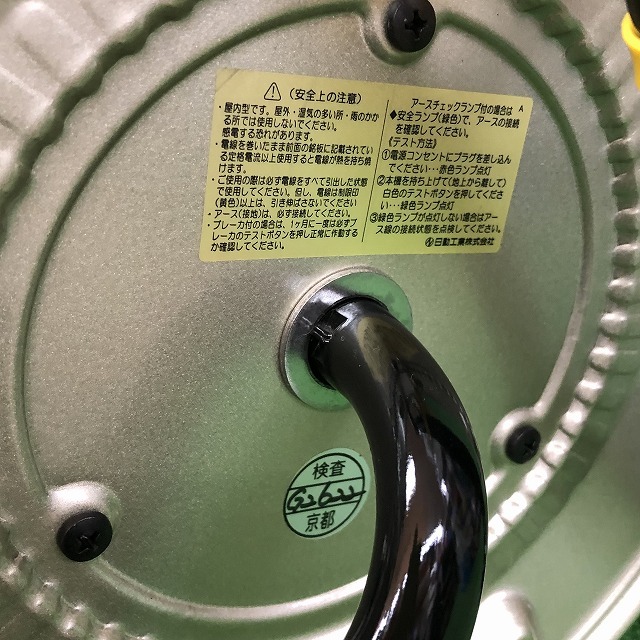 ⚠ (安全上の注意)
・屋内型です。屋外・湿気の多い所・雨のかか
る所では使用しないでください。
感電する恐れがあります。
・電線を巻いたまま前面の銘板に記載されている
定感電流以上使用すると電線が熱を持ち焼
けます。
・ご使用の際は必ず電線をすべて引出した状態
で使用してください。但し、電線は制限印
(黄色)以上は、引き伸ばさないでください
・アース(接地)は、必ず接続してください。
・ブレーカ付の場合は、1ヶ月に一度は必ずブ
レーカのテストボタンを押し正常に作動する
か確認してください。
アースチェックランプ付の場合は A
◆安全ランプ(緑色)で、アースの接続
を確認してください。
《テスト方法》
①電源コンセントにプラグを差し込ん
でください…赤色ランプ点灯
②本機を持ち上げて(地上から離して)
白色のテストボタンを押してください。
…緑色ランプ点灯
③緑色ランプが点灯しない場合はアー
ス線の接続状態を点検してください。
日動工業株式会社
検査
京都